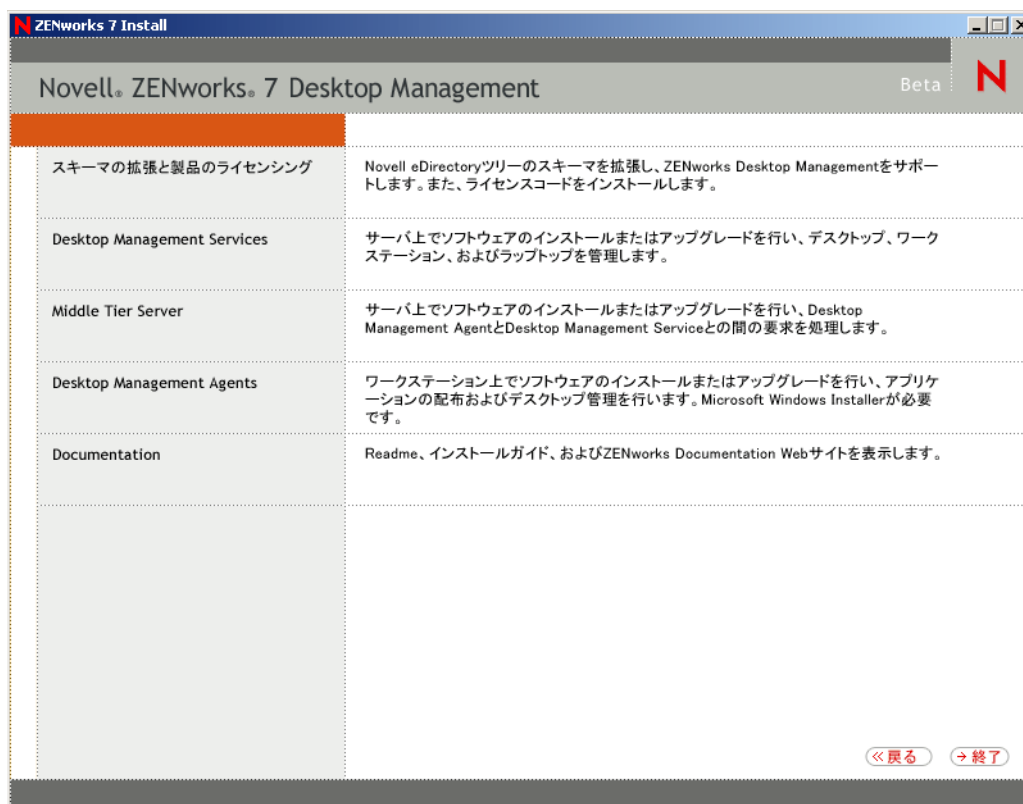 ZENworks 7 Install
Novell® ZENworks® 7 Desktop Management
Beta
N
スキーマの拡張と製品のライセンシング
Novell eDirectoryツリーのスキーマを拡張し、ZENworks Desktop Managementをサポー
トします。また、ライセンスコードをインストールします。
Desktop Management Services
サーバ上でソフトウェアのインストールまたはアップグレードを行い、デスクトップ、ワーク
ステーション、およびラップトップを管理します。
Middle Tier Server
サーバ上でソフトウェアのインストールまたはアップグレードを行い、Desktop
Management AgentとDesktop Management Serviceとの間の要求を処理します。
Desktop Management Agents
ワークステーション上でソフトウェアのインストールまたはアップグレードを行い、アプリケ
ーションの配布およびデスクトップ管理を行います。Microsoft Windows Installerが必要
です。
Documentation
Readme、インストールガイド、およびZENworks Documentation Webサイトを表示します。
戻る
終了